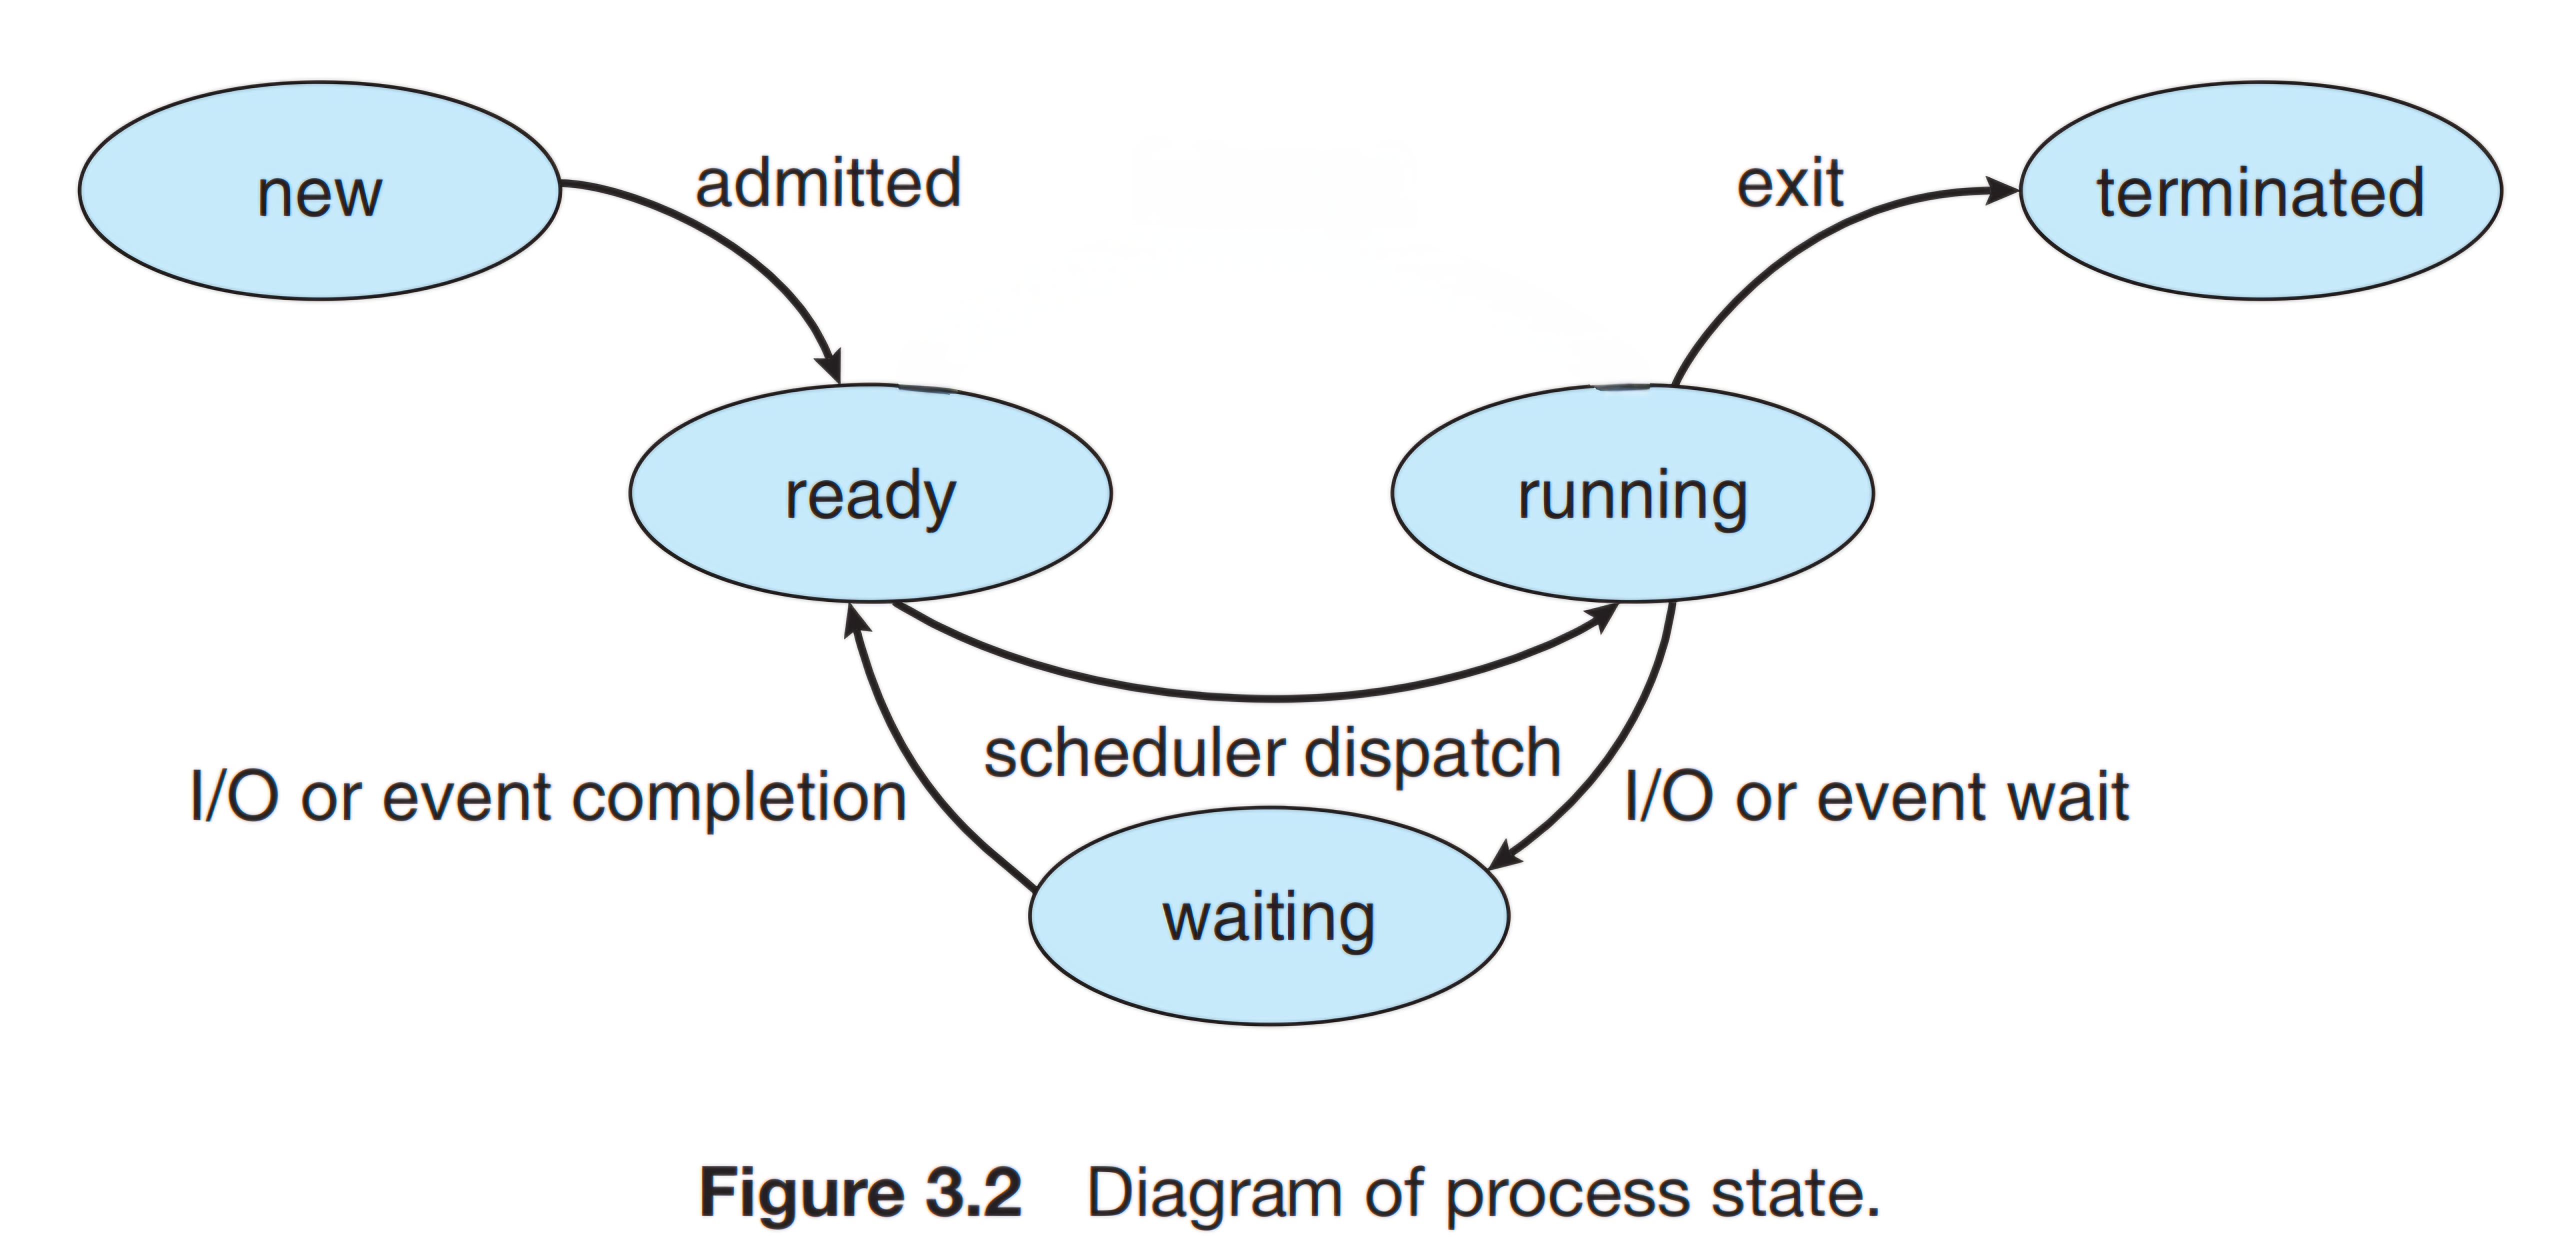 new
admitted
exit
terminated
ready
running
scheduler dispatch
I/O or event completion
I/O or event wait
waiting
Figure 3.2 Diagram of process state.